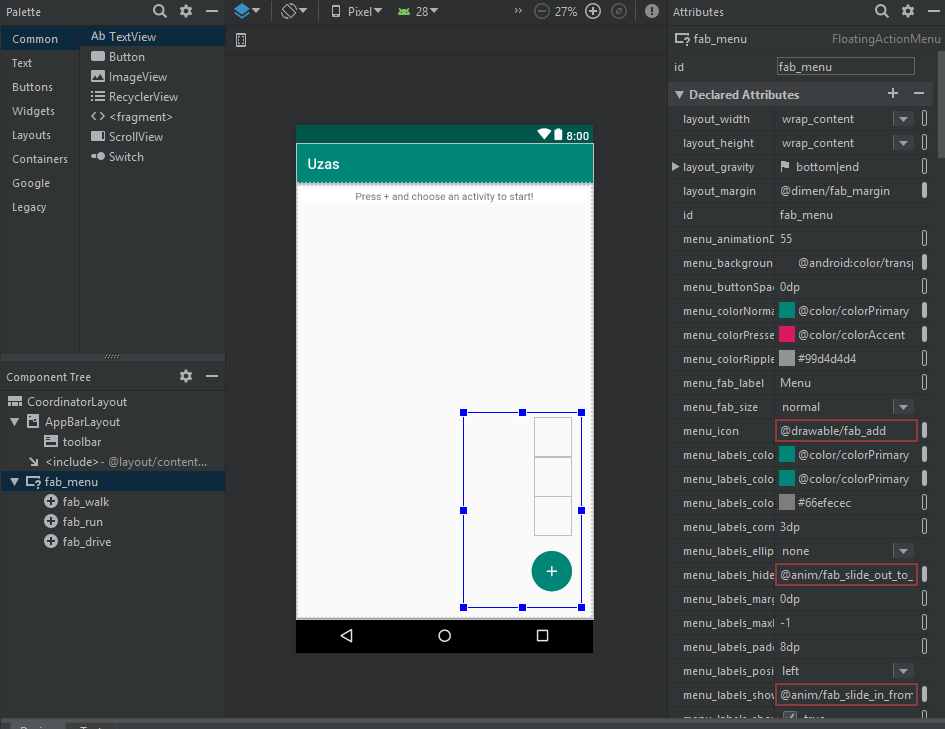 Palette
Common
Text
Buttons
Widgets
Layouts
Containers
Google
Legacy
Ab TextView
Button
ImageView
RecyclerView
<fragment>
ScrollView
Switch
Component Tree
CoordinatorLayout
AppBarLayout
toolbar
<include> - @layout/content...
fab_menu
fab_walk
fab_run
fab_drive
Pixel
28
27%
8:00
Uzas
Press + and choose an activity to start!
Attributes
fab_menu FloatingActionMenu
id fab_menu
Declared Attributes
layout_width wrap_content
layout_height wrap_content
layout_gravity bottom|end
layout_margin @dimen/fab_margin
id fab_menu
menu_animationD 55
menu_backgroun @android:color/transp
menu_buttonSpac 0dp
menu_colorNorma @color/colorPrimary
menu_colorPresse @color/colorAccent
menu_colorRipple #99d4d4d4
menu_fab_label Menu
menu_fab_size normal
menu_icon @drawable/fab_add
menu_labels_colo @color/colorPrimary
menu_labels_colo @color/colorPrimary
menu_labels_colo #66efecec
menu_labels_corn 3dp
menu_labels_ellip none
menu_labels_hide @anim/fab_slide_out_to_
menu_labels_marg 0dp
menu_labels_maxl -1
menu_labels_pad 8dp
menu_labels_posi left
menu_labels_show @anim/fab_slide_in_from